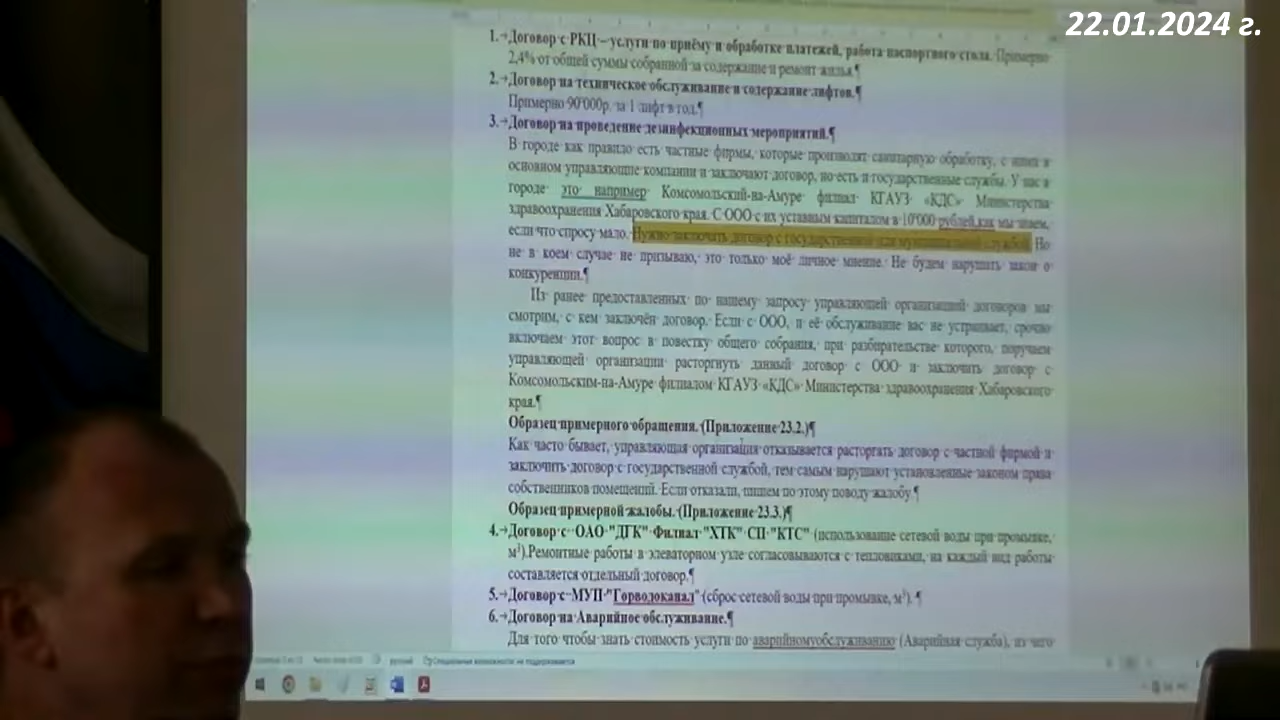 22.01.2024 г.
1. Договор с РКЦ – услуги по приёму и обработке платежей, работа паспортного стола. Примерно
2,4% от общей суммы собранной за содержание и ремонт жилья.¶
2. Договор на техническое обслуживание и содержание лифтов.¶
Примерно 90'000р. за 1 лифт в год.¶
3. Договор на проведение дезинфекционных мероприятий.¶
В городе как правило есть частные фирмы, которые производят санитарную обработку, с ними в
основном управляющие компании и заключают договор, но есть и государственные службы. У нас в
городе это например Комсомольский-на-Амуре филиал КГАУЗ «КДС» Министерства
здравоохранения Хабаровского края. С ООО с их уставным капиталом в 10'000 рублей,как мы знаем,
если что спросу мало. Нужно заключить договор с государственной или муниципальной службой. Но
не в коем случае не призываю, это только моё личное мнение. Не будем нарушать закон о
конкуренции.¶
Из ранее предоставленных по нашему запросу управляющей организацией договоров мы
смотрим, с кем заключён договор. Если с ООО, и её обслуживание вас не устраивает, срочно
включаем этот вопрос в повестку общего собрания, при разбирательстве которого, поручаем
управляющей организации расторгнуть данный договор с ООО и заключить договор с
Комсомольским-на-Амуре филиалом КГАУЗ «КДС» Министерства здравоохранения Хабаровского
края.¶
Образец примерного обращения. (Приложение 23.2.)¶
Как часто бывает, управляющая организация отказывается расторгать договор с частной фирмой и
заключить договор с государственной службой, тем самым нарушают установленные законом права
собственников помещений. Если отказали, пишем по этому поводу жалобу.¶
Образец примерной жалобы. (Приложение 23.3.)¶
4. Договор с ОАО "ДГК" Филиал "ХТК" СП "КТС" (использование сетевой воды при промывке,
м³).Ремонтные работы в элеваторном узле согласовываются с тепловиками, на каждый вид работы
составляется отдельный договор.¶
5. Договор с МУП "Горводоканал" (сброс сетевой воды при промывке, м³). ¶
6. Договор на Аварийное обслуживание.¶
Для того чтобы знать стоимость услуги по аварийномуобслуживанию (Аварийная служба), из чего
русский Специальные возможности: не поддерживается